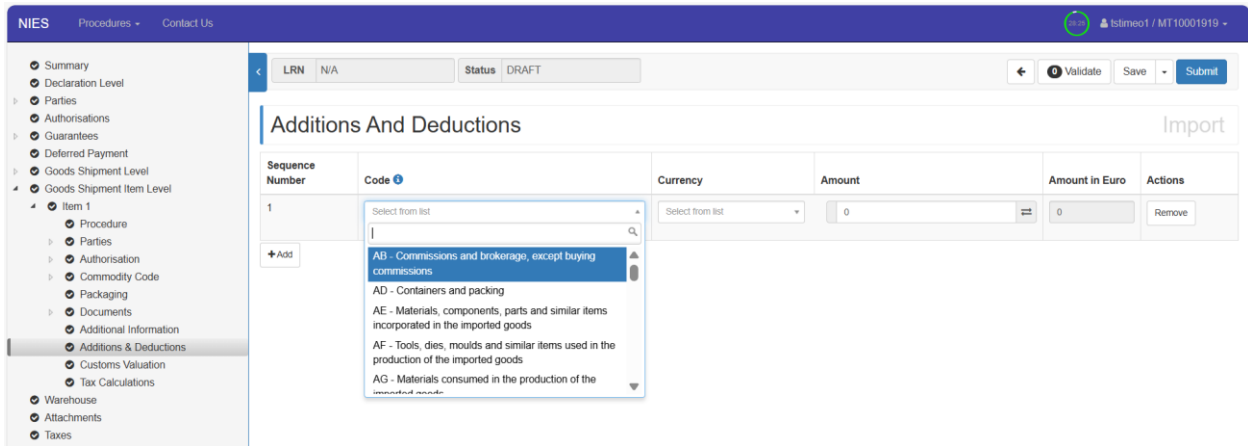 NIES Procedures Contact Us tstimeo1 / MT10001919
Summary
Declaration Level
Parties
Authorisations
Guarantees
Deferred Payment
Goods Shipment Level
Goods Shipment Item Level
Item 1
Procedure
Parties
Authorisation
Commodity Code
Packaging
Documents
Additional Information
Additions & Deductions
Customs Valuation
Tax Calculations
Warehouse
Attachments
Taxes
LRN N/A Status DRAFT 0 Validate Save Submit
Additions And Deductions Import
Sequence
Number Code Currency Amount Amount in Euro Actions
1 Select from list Select from list 0 0 Remove
+Add
AB - Commissions and brokerage, except buying
commissions
AD - Containers and packing
AE - Materials, components, parts and similar items
incorporated in the imported goods
AF - Tools, dies, moulds and similar items used in the
production of the imported goods
AG - Materials consumed in the production of the
imported goods